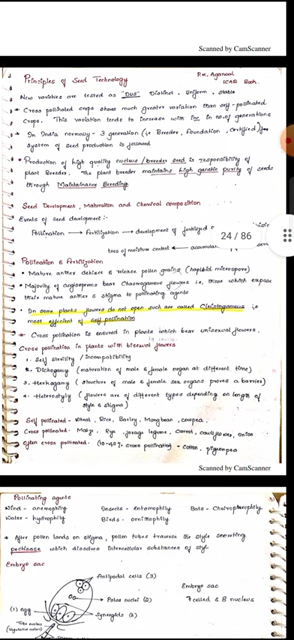 Scanned by CamScanner
Principles of Seed Technology
P.K. Agarwal
ICAR Book
New varieties are tested as "DUS" Distinct, Uniform, Stable
Cross pollinated crops shows much greater variation than self-pollinated
crops. This variation tends to increase with inc in no. of generations
In India normally - 3 generation (i.e Breeder, Foundation, Certified)
System of seed production is followed
Production of high quality nucleus/breeder seed is responsibility of
plant Breeder. The plant breeder maintains high genetic purity of seeds
through Maintainance Breeding
Seed Development, Maturation and Chemical composition
Events of seed development :-
Pollination → Fertilization → development of fertilized
24 / 86
loss of moisture content ←
Pollination & Fertilization
Mature anther dehisces & release pollen grains (haploid microspore)
Majority of angiosperms bear Chasmogamous flowers i.e. those which expose
their mature anther & stigma to pollinating agents
In some plants flowers do not open such are called Cleistogamous i.e
most efficient of self pollination
Cross pollination is ensured in plants which bear unisexual flowers.
Cross pollination in plants with bisexual flowers
Self sterility / incompatibility
Dichogamy (maturation of male & female organ at different time)
Herkogamy (structure of male & female sex organs proves a barrier)
Heterostyly (flowers are of different types depending on length of
style & stigma)
Self pollinated - Wheat, Rice, Barley, Mungbean, cowpea
Cross pollinated - Maize, Rye, forage legumes, Carrot, cauliflower, onion
Often cross pollinated - (10-40% cross pollination) - cotton, pigeonpea
Scanned by CamScanner
Pollinating agents
Wind - anemophily
Insects - entomophily
Bats - Chiropterophily
Water - hydrophily
Birds - ornithophily
After pollen lands on stigma, pollen tubes traverse the style secreting
pectinase which dissolve intercellular substances of style
Embryo sac
Antipodal cells (3)
Polar nuclei (2)
Embryo sac
7 celled & 8 nucleus
(1) egg
Synergids (2)
Tube nucleus
(Vegetative nuclei)